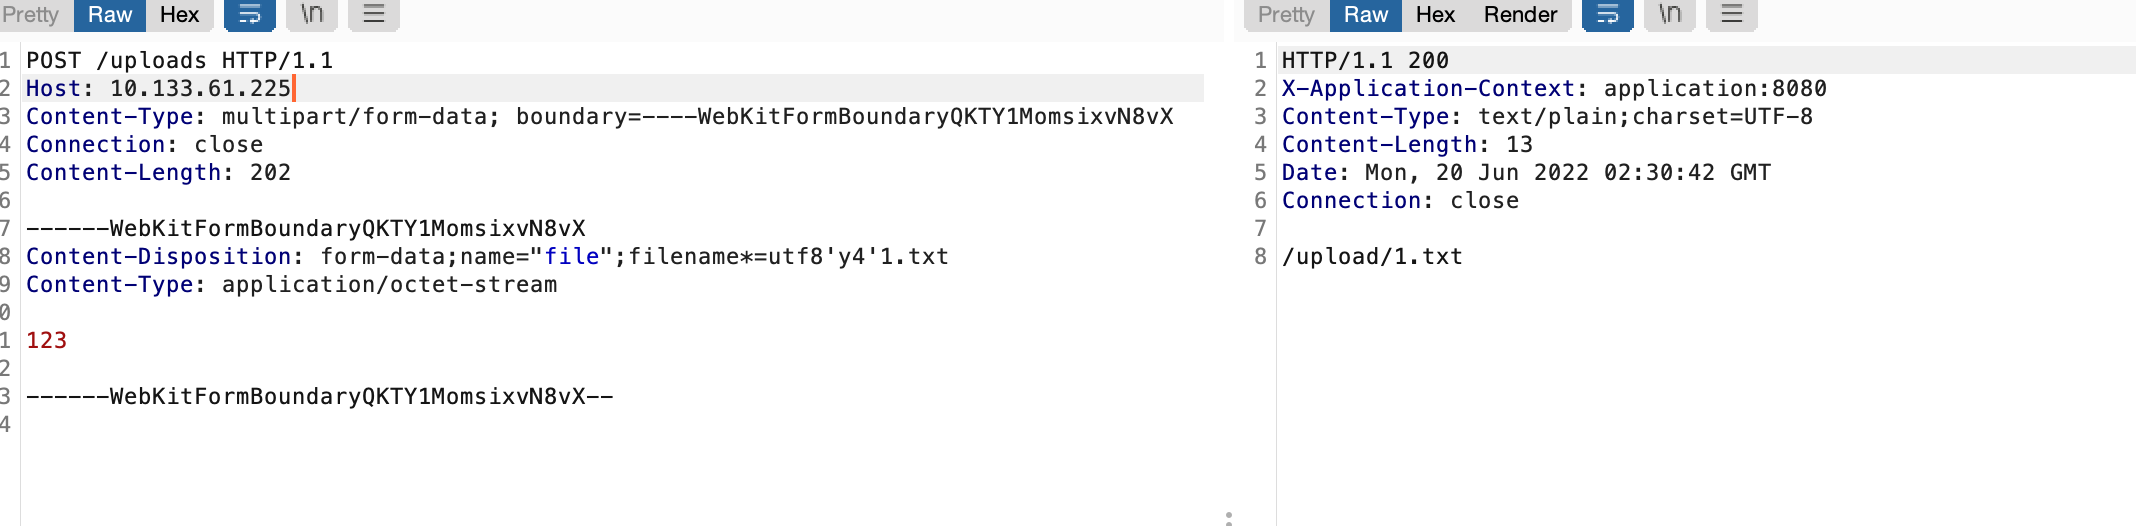 Pretty Raw Hex \n
1 POST /uploads HTTP/1.1
2 Host: 10.133.61.225
3 Content-Type: multipart/form-data; boundary=----WebKitFormBoundaryQKTY1MomsixvN8vX
4 Connection: close
5 Content-Length: 202
6
7 ------WebKitFormBoundaryQKTY1MomsixvN8vX
8 Content-Disposition: form-data;name="file";filename*=utf8'y4'1.txt
9 Content-Type: application/octet-stream
0
1 123
2
3 ------WebKitFormBoundaryQKTY1MomsixvN8vX--
4
Pretty Raw Hex Render \n
1 HTTP/1.1 200
2 X-Application-Context: application:8080
3 Content-Type: text/plain;charset=UTF-8
4 Content-Length: 13
5 Date: Mon, 20 Jun 2022 02:30:42 GMT
6 Connection: close
7
8 /upload/1.txt